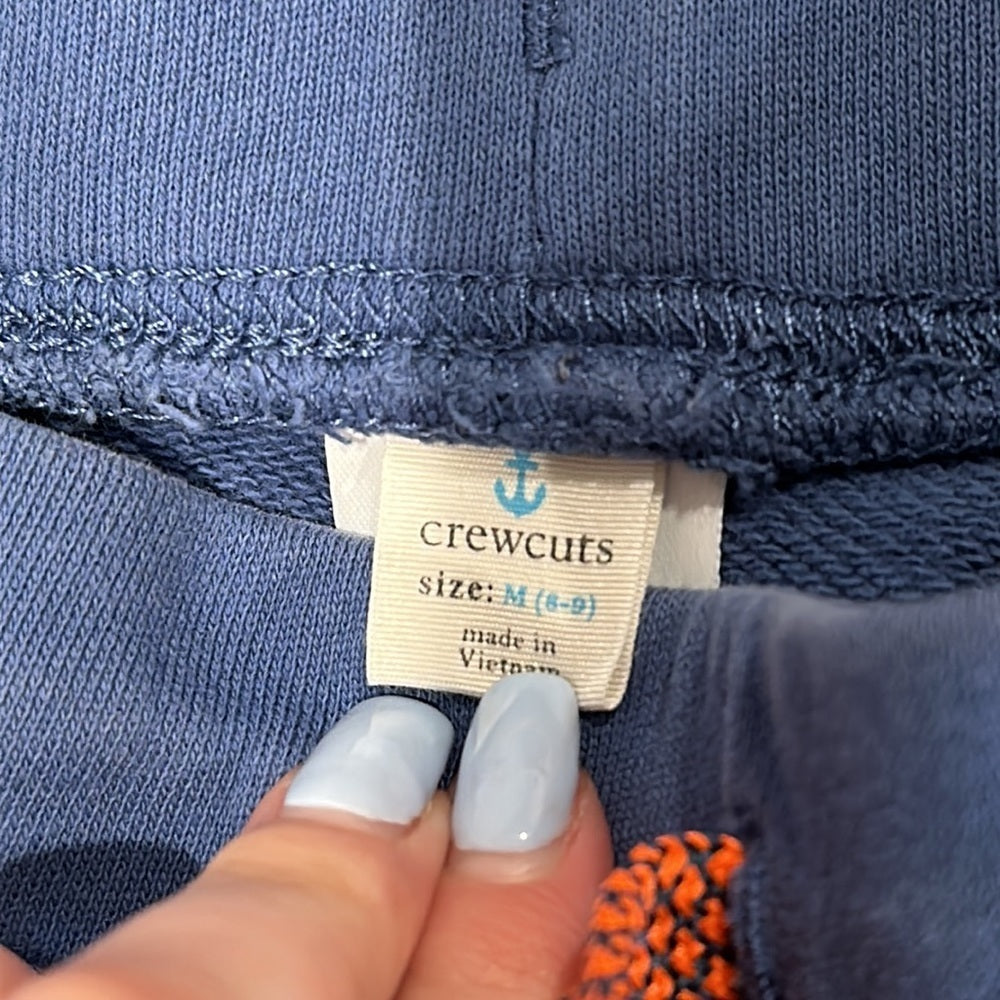 crewcuts
size: M (8-9)
made in
Vietnam